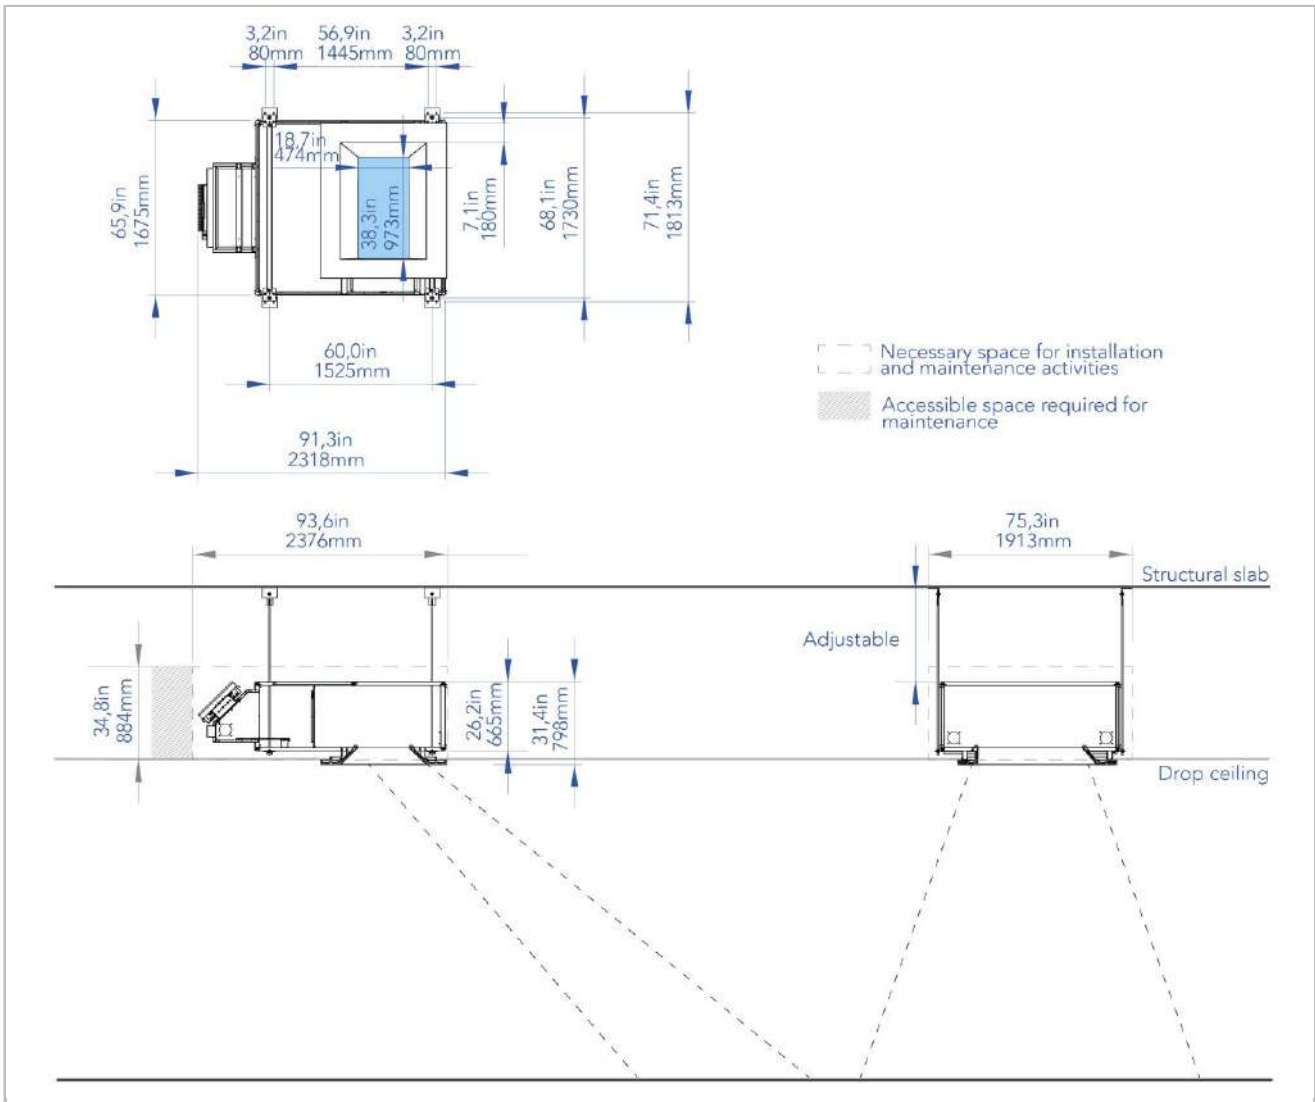 3,2in
80mm
56,9in
1445mm
3,2in
80mm
18,7in
474mm
38,3in
973mm
65,9in
1675mm
7,1in
180mm
68,1in
1730mm
71,4in
1813mm
60,0in
1525mm
91,3in
2318mm
Necessary space for installation
and maintenance activities
Accessible space required for
maintenance
93,6in
2376mm
75,3in
1913mm
Structural slab
Adjustable
34,8in
884mm
26,2in
665mm
31,4in
798mm
Drop ceiling